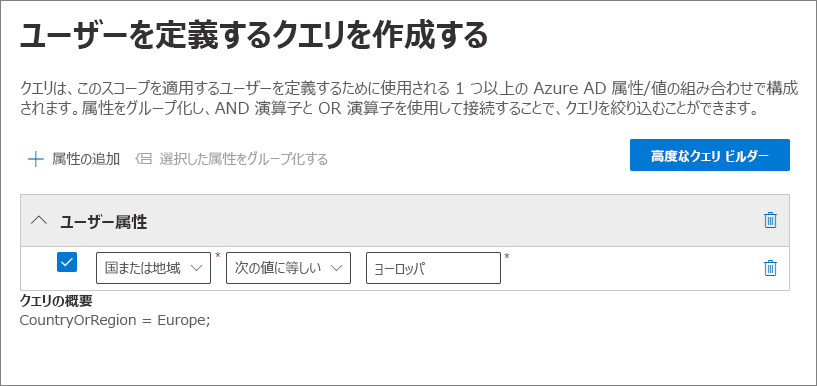 ユーザーを定義するクエリを作成する
クエリは、このスコープを適用するユーザーを定義するために使用される 1 つ以上の Azure AD 属性/値の組み合わせで構成
されます。属性をグループ化し、AND 演算子と OR 演算子を使用して接続することで、クエリを絞り込むことができます。
属性の追加 選択した属性をグループ化する 高度なクエリ ビルダー
ユーザー属性
国または地域 * 次の値に等しい ヨーロッパ *
クエリの概要
CountryOrRegion = Europe;